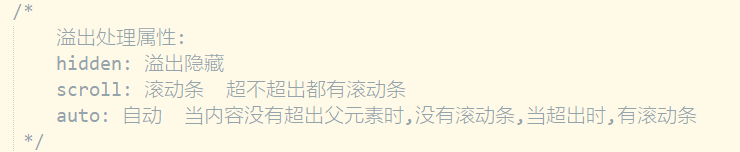 /*
溢出处理属性:
hidden: 溢出隐藏
scroll: 滚动条  超不超出都有滚动条
auto: 自动  当内容没有超出父元素时,没有滚动条,当超出时,有滚动条
*/